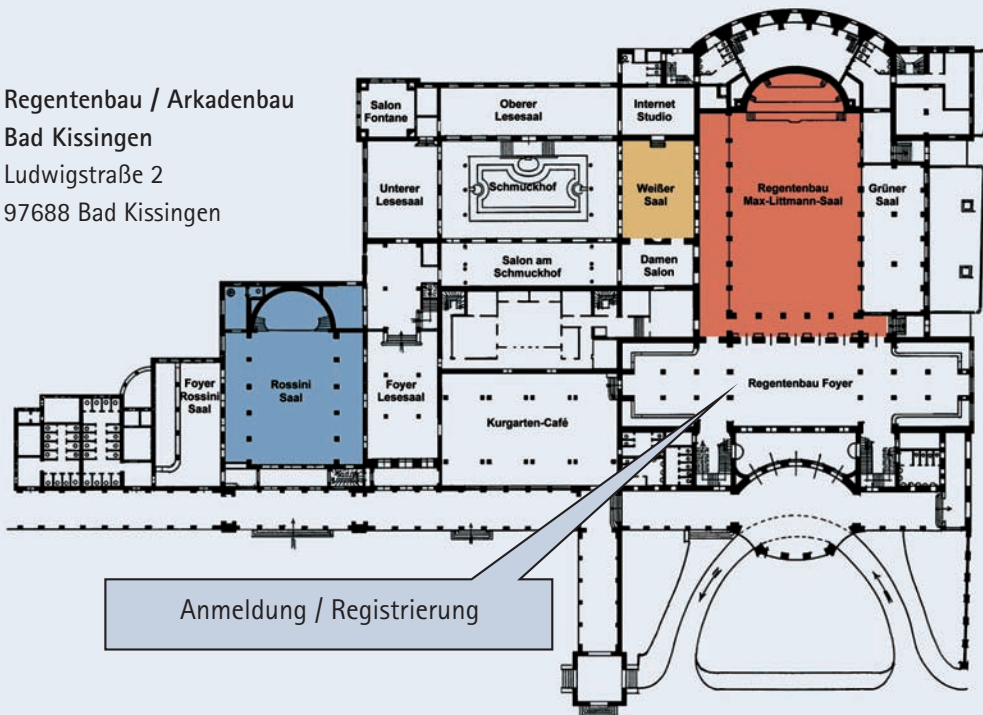 Regentenbau / Arkadenbau
Bad Kissingen
Ludwigstraße 2
97688 Bad Kissingen
Salon
Fontane
Oberer
Lesesaal
Internet
Studio
Unterer
Lesesaal
Schmuckhof
Weißer
Saal
Regentenbau
Max-Littmann-Saal
Grüner
Saal
Salon am
Schmuckhof
Damen
Salon
Foyer
Rossini
Saal
Rossini
Saal
Foyer
Lesesaal
Kurgarten-Café
Regentenbau Foyer
Anmeldung / Registrierung